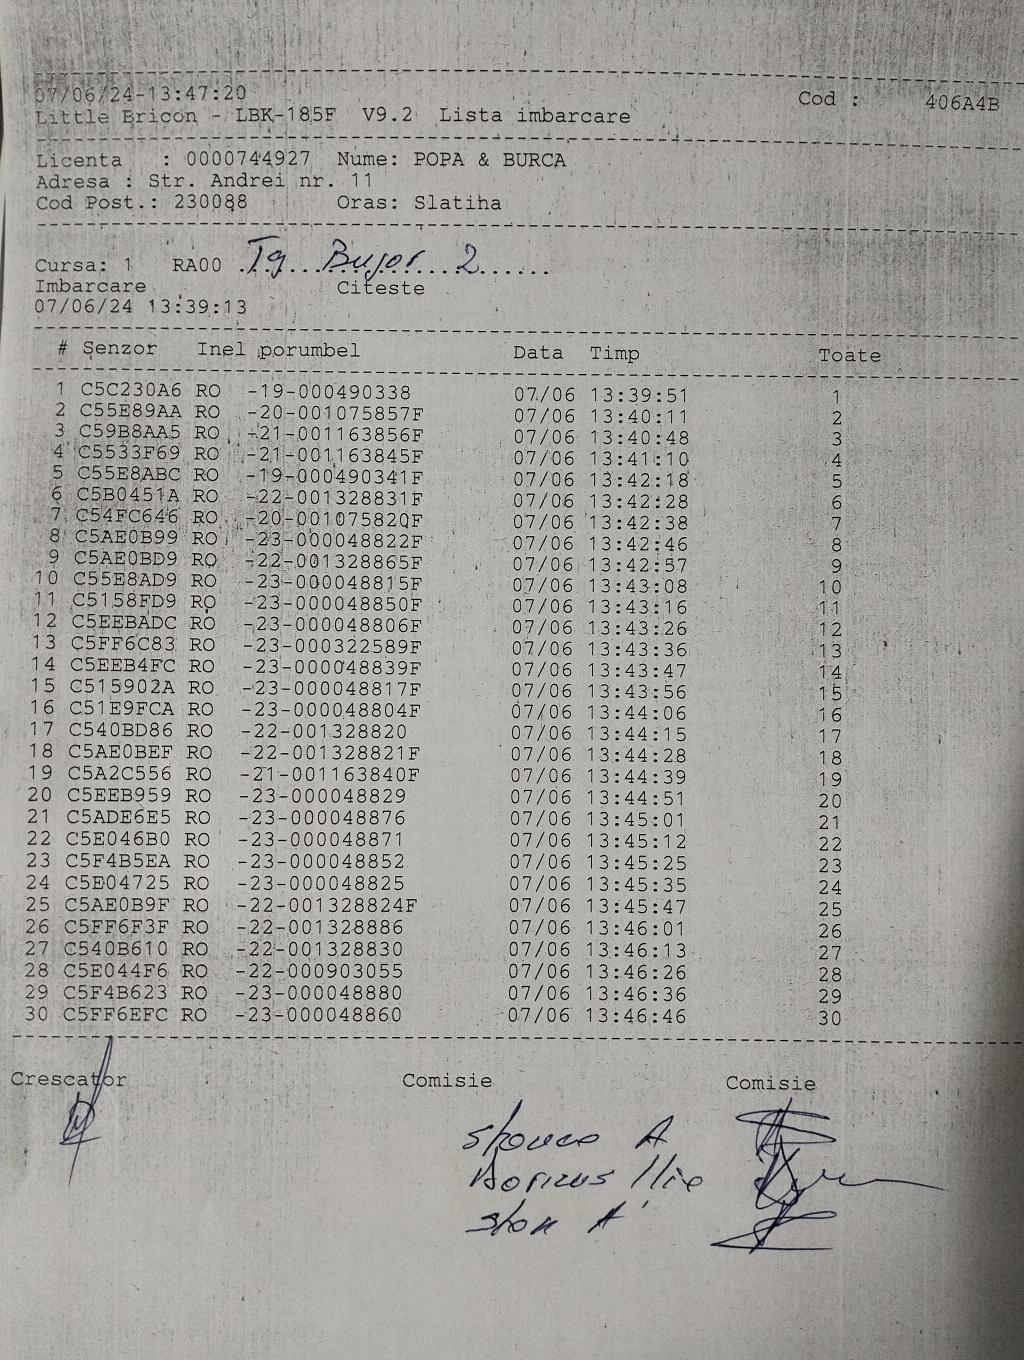 07/06/24-13:47:20 Cod : 406A4B
Little Bricon - LBK-185F V9.2 Lista imbarcare
Licenta : 0000744927 Nume: POPA & BURCA
Adresa : Str. Andrei nr. 11
Cod Post.: 230088 Oras: Slatiha
Cursa: 1 RA00 .Tg...Bujor...2......
Imbarcare Citeste
07/06/24 13:39:13
# Senzor Inel porumbel Data Timp Toate
1 C5C230A6 RO -19-000490338 07/06 13:39:51 1
2 C55E89AA RO -20-001075857F 07/06 13:40:11 2
3 C59B8AA5 RO -21-001163856F 07/06 13:40:48 3
4 C5533F69 RO -21-001163845F 07/06 13:41:10 4
5 C55E8ABC RO -19-000490341F 07/06 13:42:18 5
6 C5B0451A RO -22-001328831F 07/06 13:42:28 6
7 C54FC646 RO -20-001075820F 07/06 13:42:38 7
8 C5AE0B99 RO -23-000048822F 07/06 13:42:46 8
9 C5AE0BD9 RO -22-001328865F 07/06 13:42:57 9
10 C55E8AD9 RO -23-000048815F 07/06 13:43:08 10
11 C5158FD9 RO -23-000048850F 07/06 13:43:16 11
12 C5EEBADC RO -23-000048806F 07/06 13:43:26 12
13 C5FF6C83 RO -23-000322589F 07/06 13:43:36 13
14 C5EEB4FC RO -23-000048839F 07/06 13:43:47 14
15 C515902A RO -23-000048817F 07/06 13:43:56 15
16 C51E9FCA RO -23-000048804F 07/06 13:44:06 16
17 C540BD86 RO -22-001328820 07/06 13:44:15 17
18 C5AE0BEF RO -22-001328821F 07/06 13:44:28 18
19 C5A2C556 RO -21-001163840F 07/06 13:44:39 19
20 C5EEB959 RO -23-000048829 07/06 13:44:51 20
21 C5ADE6E5 RO -23-000048876 07/06 13:45:01 21
22 C5E046B0 RO -23-000048871 07/06 13:45:12 22
23 C5F4B5EA RO -23-000048852 07/06 13:45:25 23
24 C5E04725 RO -23-000048825 07/06 13:45:35 24
25 C5AE0B9F RO -22-001328824F 07/06 13:45:47 25
26 C5FF6F3F RO -22-001328886 07/06 13:46:01 26
27 C540B610 RO -22-001328830 07/06 13:46:13 27
28 C5E044F6 RO -22-000903055 07/06 13:46:26 28
29 C5F4B623 RO -23-000048880 07/06 13:46:36 29
30 C5FF6EFC RO -23-000048860 07/06 13:46:46 30
Crescator Comisie Comisie
A
Ilie
A